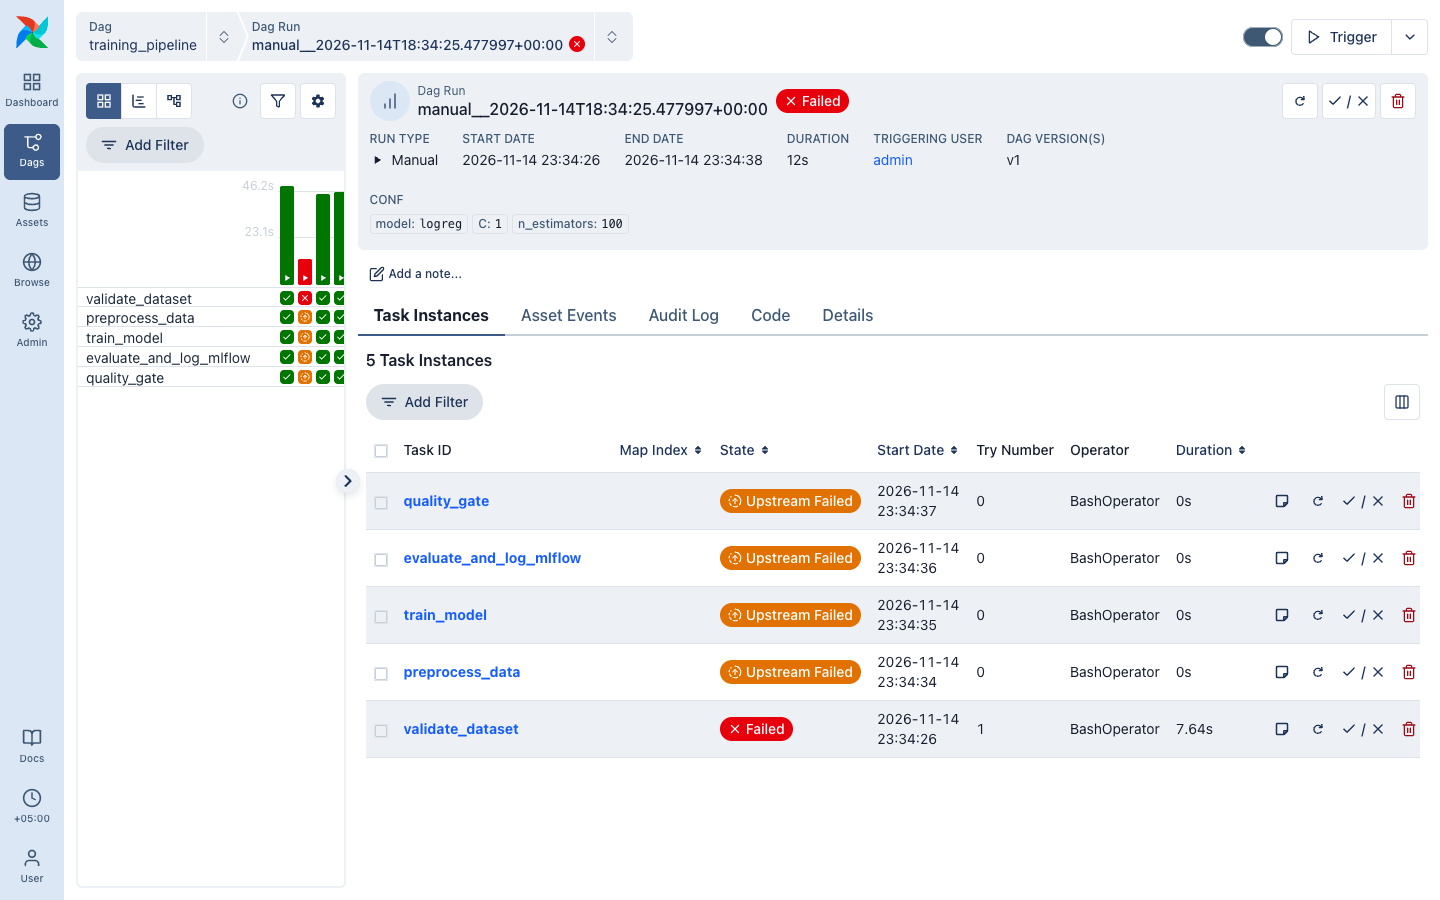 Dag
training_pipeline
Dag Run
manual__2026-11-14T18:34:25.477997+00:00
Trigger
Dashboard
Dags
Assets
Browse
Admin
Docs
+05:00
User
Add Filter
46.2s
23.1s
validate_dataset
preprocess_data
train_model
evaluate_and_log_mlflow
quality_gate
Dag Run
manual__2026-11-14T18:34:25.477997+00:00 Failed
/
RUN TYPE START DATE END DATE DURATION TRIGGERING USER DAG VERSION(S)
Manual 2026-11-14 23:34:26 2026-11-14 23:34:38 12s admin v1
CONF
model: logreg C: 1 n_estimators: 100
Add a note...
Task Instances Asset Events Audit Log Code Details
5 Task Instances
Add Filter
Task ID Map Index State Start Date Try Number Operator Duration
quality_gate Upstream Failed 2026-11-14 23:34:37 0 BashOperator 0s /
evaluate_and_log_mlflow Upstream Failed 2026-11-14 23:34:36 0 BashOperator 0s /
train_model Upstream Failed 2026-11-14 23:34:35 0 BashOperator 0s /
preprocess_data Upstream Failed 2026-11-14 23:34:34 0 BashOperator 0s /
validate_dataset Failed 2026-11-14 23:34:26 1 BashOperator 7.64s /